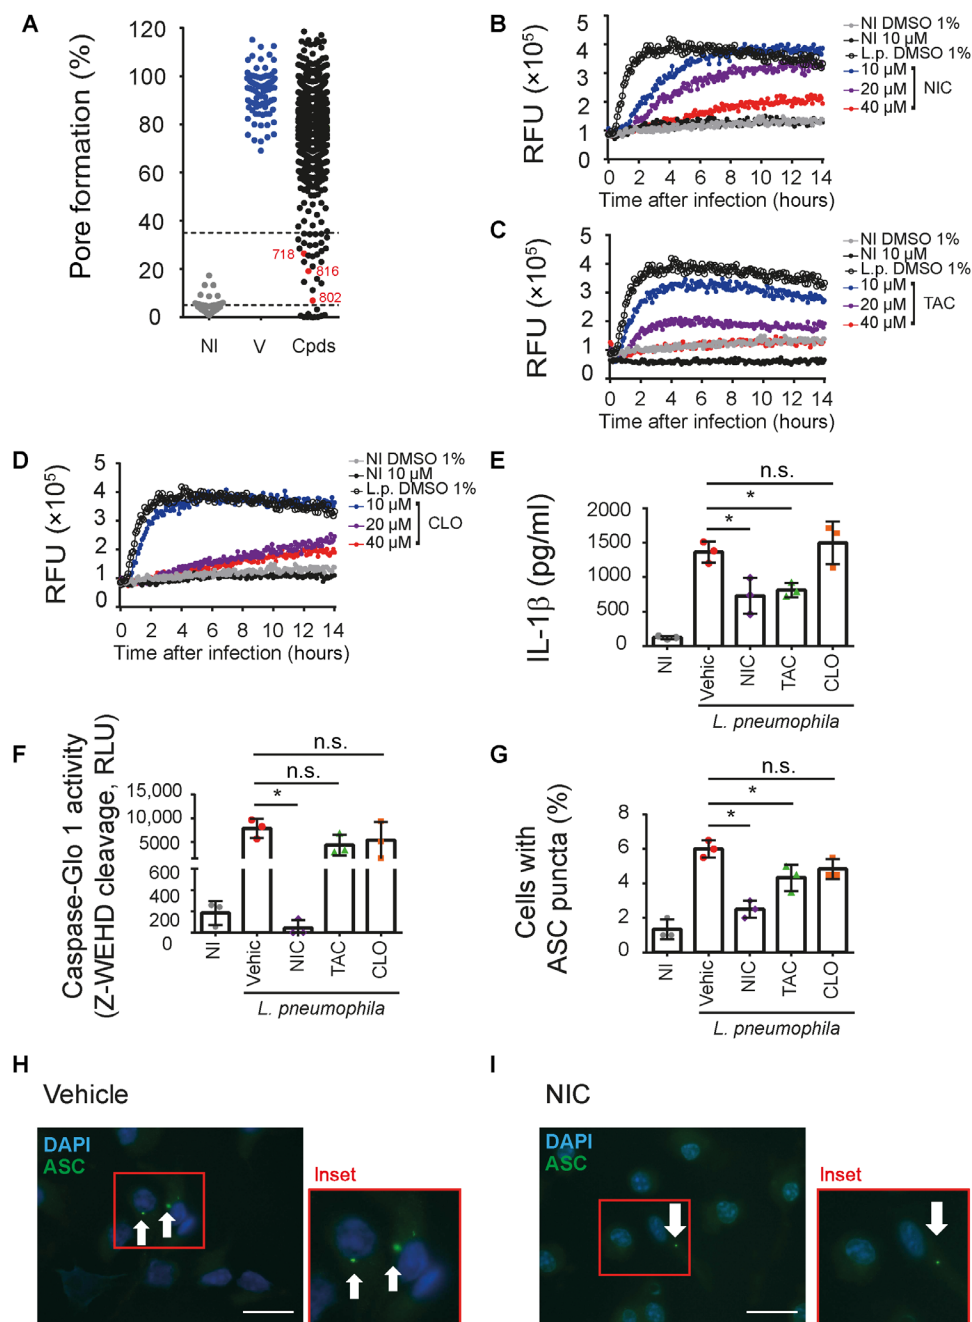 A
Pore formation (%)
120
100
80
60
40
20
0
718
816
802
NI
V
Cpds
B
RFU (×10⁵)
5
4
3
2
1
0
0 2 4 6 8 10 12 14
Time after infection (hours)
NI DMSO 1%
NI 10 µM
L.p. DMSO 1%
10 µM
20 µM
40 µM
NIC
C
RFU (×10⁵)
5
4
3
2
1
0
0 2 4 6 8 10 12 14
Time after infection (hours)
NI DMSO 1%
NI 10 µM
L.p. DMSO 1%
10 µM
20 µM
40 µM
TAC
D
RFU (×10⁵)
5
4
3
2
1
0
0 2 4 6 8 10 12 14
Time after infection (hours)
NI DMSO 1%
NI 10 µM
L.p. DMSO 1%
10 µM
20 µM
40 µM
CLO
E
IL-1β (pg/ml)
2000
1500
1000
500
0
n.s.
*
*
NI
Vehic
NIC
TAC
CLO
L. pneumophila
F
Caspase-Glo 1 activity
(Z-WEHD cleavage, RLU)
15,000
10,000
5000
600
400
200
0
n.s.
n.s.
*
NI
Vehic
NIC
TAC
CLO
L. pneumophila
G
Cells with
ASC puncta (%)
8
6
4
2
0
n.s.
*
*
NI
Vehic
NIC
TAC
CLO
L. pneumophila
H
Vehicle
DAPI
ASC
Inset
I
NIC
DAPI
ASC
Inset